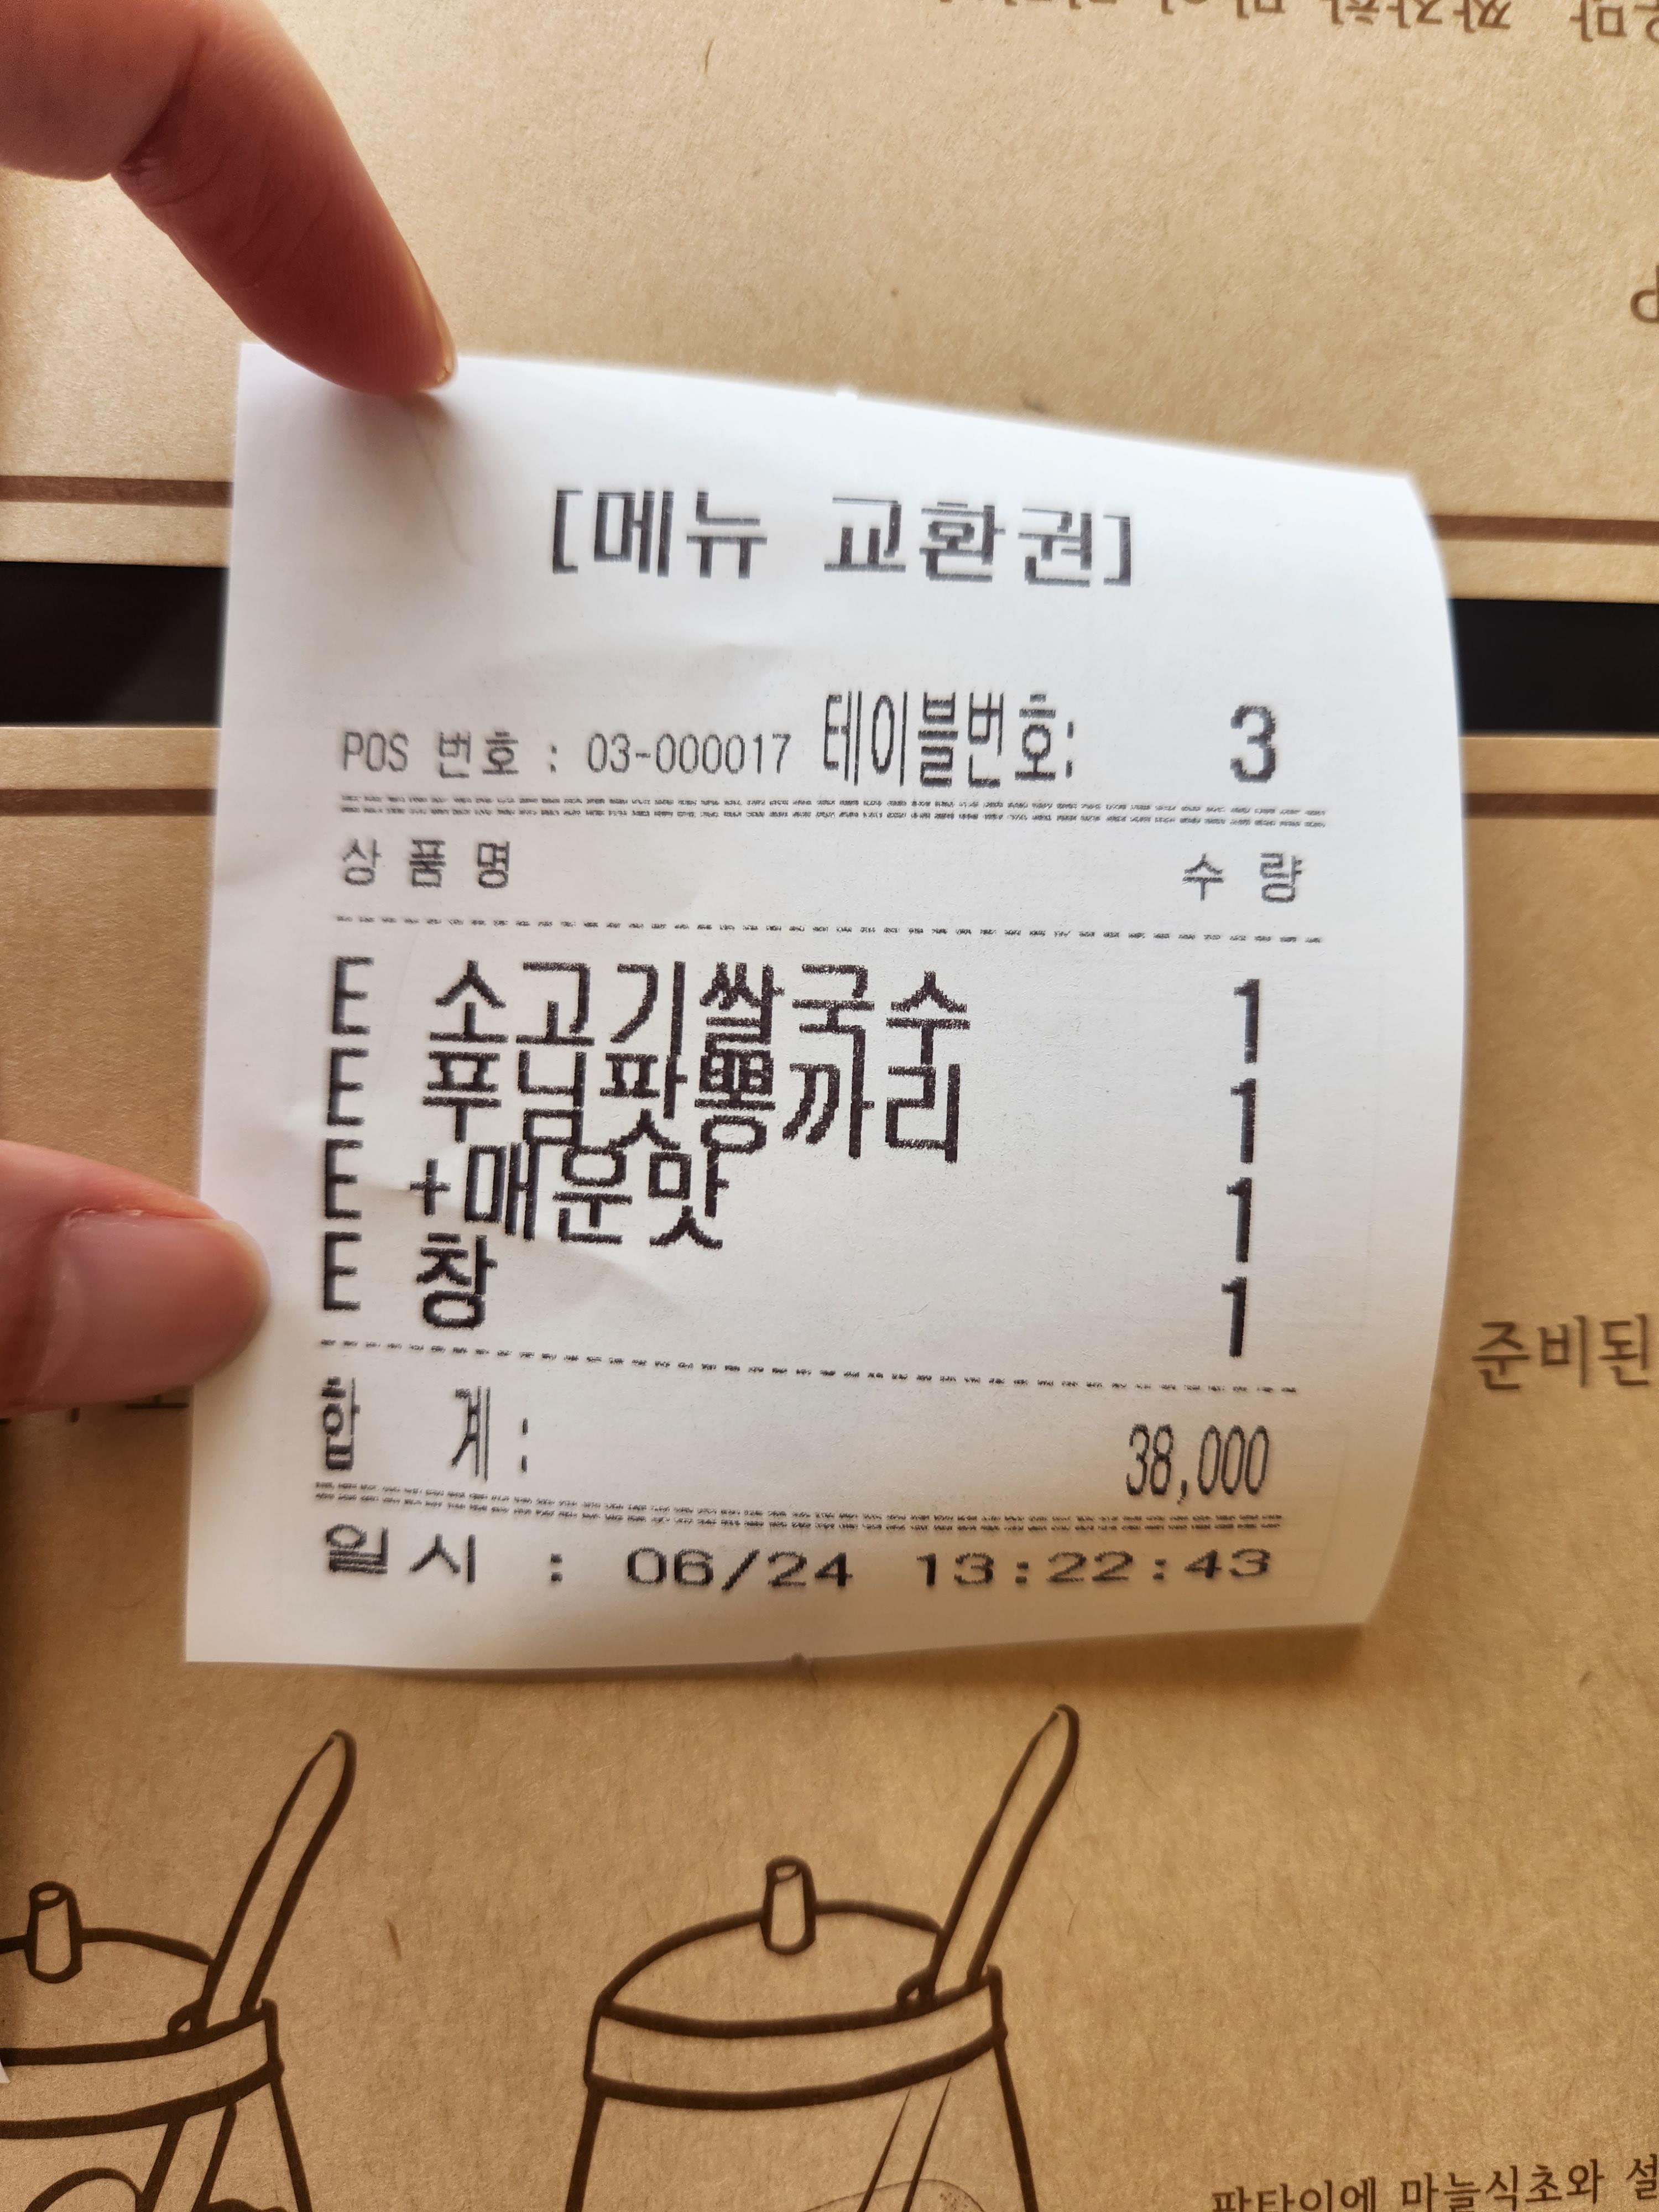 [메뉴 교환권]
POS 번호 : 03-000017 테이블번호: 3
상 품 명 수 량
E 소고기쌀국수 1
E 푸님팟뿅까리 1
E +매운맛 1
E 창 1
합 계 : 38,000
일시 : 06/24 13:22:43
준비된
팟타이에 마늘식초와